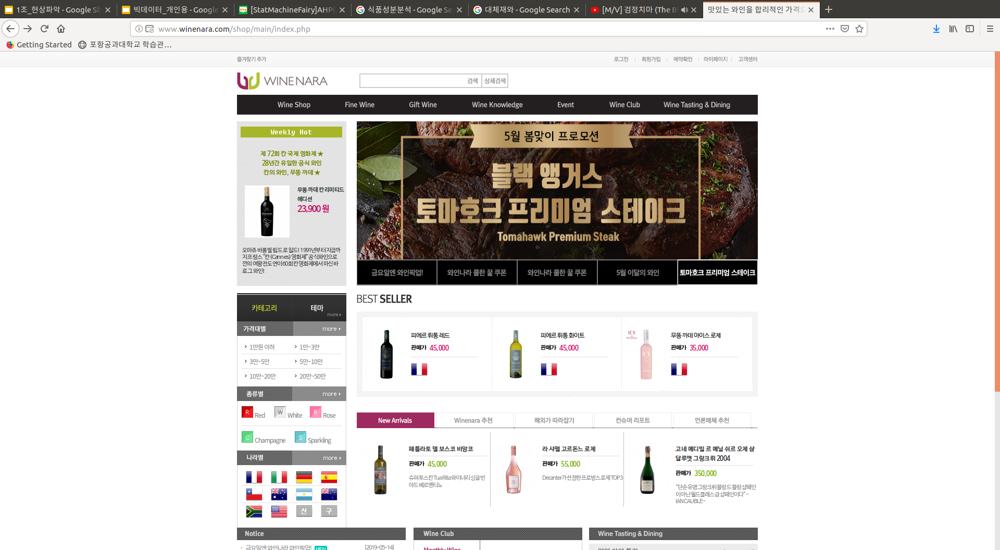 1조_현상파악 - Google Sli
빅데이터_개인용 - Google
[StatMachineFairy]AHP(
식품성분분석 - Google Se
대체재와 - Google Search
[M/V] 검정치마 (The B
맛있는 와인을 합리적인 가격으
www.winenara.com/shop/main/index.php
Getting Started
포항공과대학교 학습관…
즐겨찾기 추가
로그인
회원가입
예약확인
마이페이지
고객센터
WINENARA
검색
상세검색
Wine Shop
Fine Wine
Gift Wine
Wine Knowledge
Event
Wine Club
Wine Tasting & Dining
Weekly Hot
제 72회 칸 국제 영화제 ★
28년간 유일한 공식 와인
칸의 와인, 무똥 까데 ★
무똥 까데 칸 리미티드
에디션
23,900 원
오마쥬 바롱 필립 드 로칠드! 1991년부터 지금까
지 프랑스 "칸 (Cannes) 영화제" 공식와인으로
칸의 여왕 전도연이 60회 칸 영화제에서 마신 바
로 그 와인!
5월 봄맞이 프로모션
블랙 앵거스
토마호크 프리미엄 스테이크
Tomahawk Premium Steak
금요일엔 와인픽업!
와인나라 쿨한 꿀 쿠폰
와인나라 쿨한 꿀 쿠폰
5월 이달의 와인
토마호크 프리미엄 스테이크
카테고리
테마
more
가격대별
more
1만원 이하
1만~3만
3만~5만
5만~10만
10만~20만
20만~50만
종류별
more
R Red
W White
R Rose
C Champagne
S Sparkling
나라별
more
신
구
BEST SELLER
피에르 뤼통 레드
판매가 45,000
피에르 뤼통 화이트
판매가 45,000
ICE
무똥 까데 아이스 로제
판매가 35,000
New Arrivals
Winenara 추천
해외가 따라잡기
컨슈머 리포트
언론매체 추천
페를라토 델 보스코 비앙코
판매가 45,000
슈퍼 투스칸 Tua Rita 와이너리 싱글 빈
야드 베르멘티노
라 샤펠 고르돈느 로제
판매가 55,000
Decanter가 선정한 프로방스 로제 TOP 3
고네 메디빌 르 메닐 쉬르 오제 샴
달루엣 그랑크뤼 2004
판매가 350,000
"단순 유명 그랑크뤼 블랑 드 블랑 샴페인
이 아닌 월드클래스 급 샴페인이다" -
IAN CAUBLE -
Notice
금요일엔 와인나라 와인픽업! NEW
[2019-05-14]
Wine Club
Monthly Wine
Wine Tasting & Dining